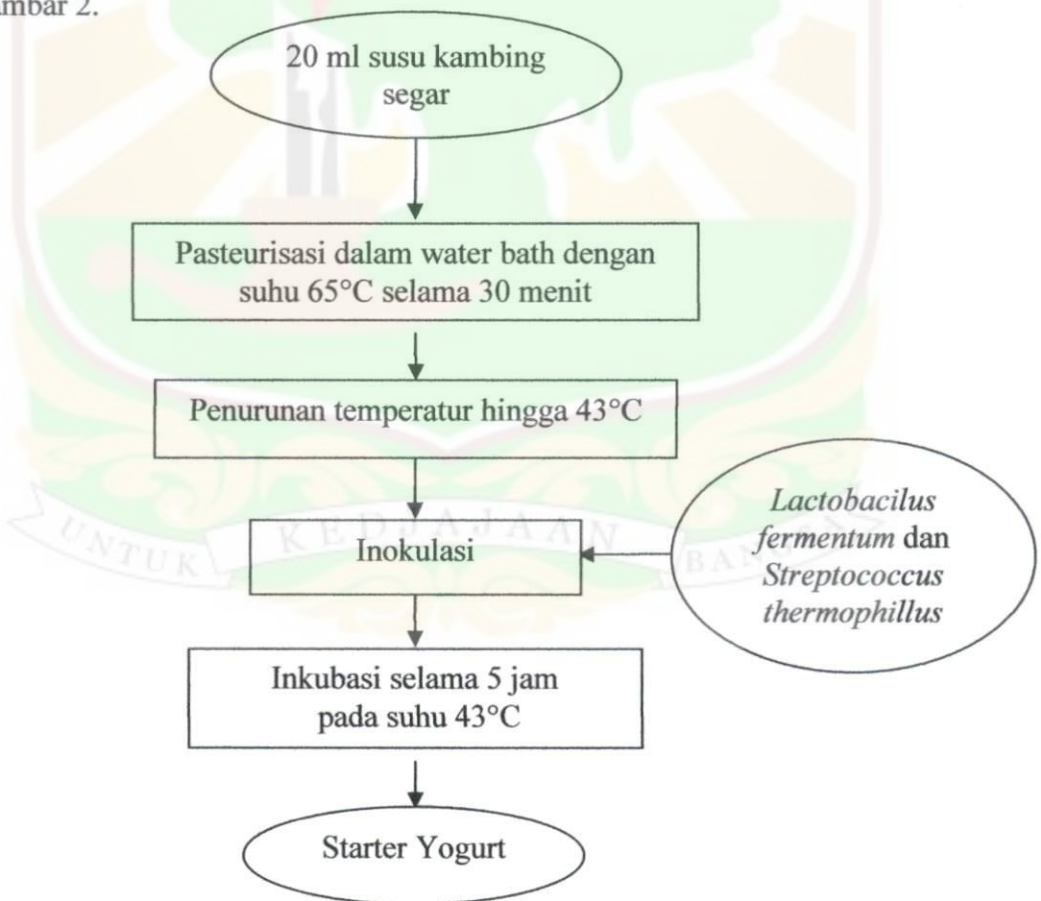 ambar 2.
20 ml susu kambing
segar
Pasteurisasi dalam water bath dengan
suhu 65°C selama 30 menit
Penurunan temperatur hingga 43°C
Lactobacilus
fermentum dan
Streptococcus
thermophillus
Inokulasi
UNTUK KEDJAJAAN BANGSA
Inkubasi selama 5 jam
pada suhu 43°C
Starter Yogurt